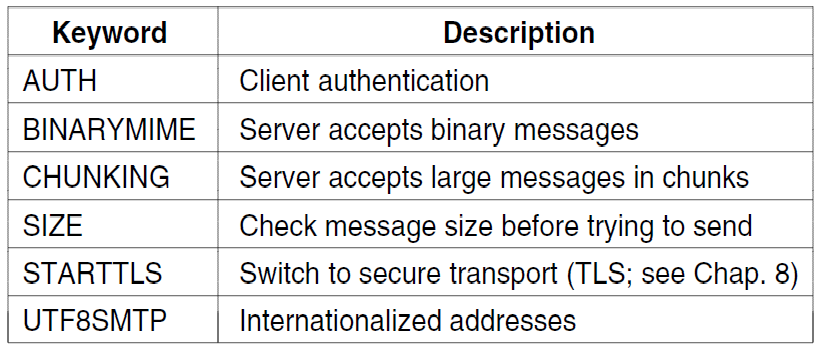 Keyword Description
AUTH Client authentication
BINARYMIME Server accepts binary messages
CHUNKING Server accepts large messages in chunks
SIZE Check message size before trying to send
STARTTLS Switch to secure transport (TLS; see Chap. 8)
UTF8SMTP Internationalized addresses